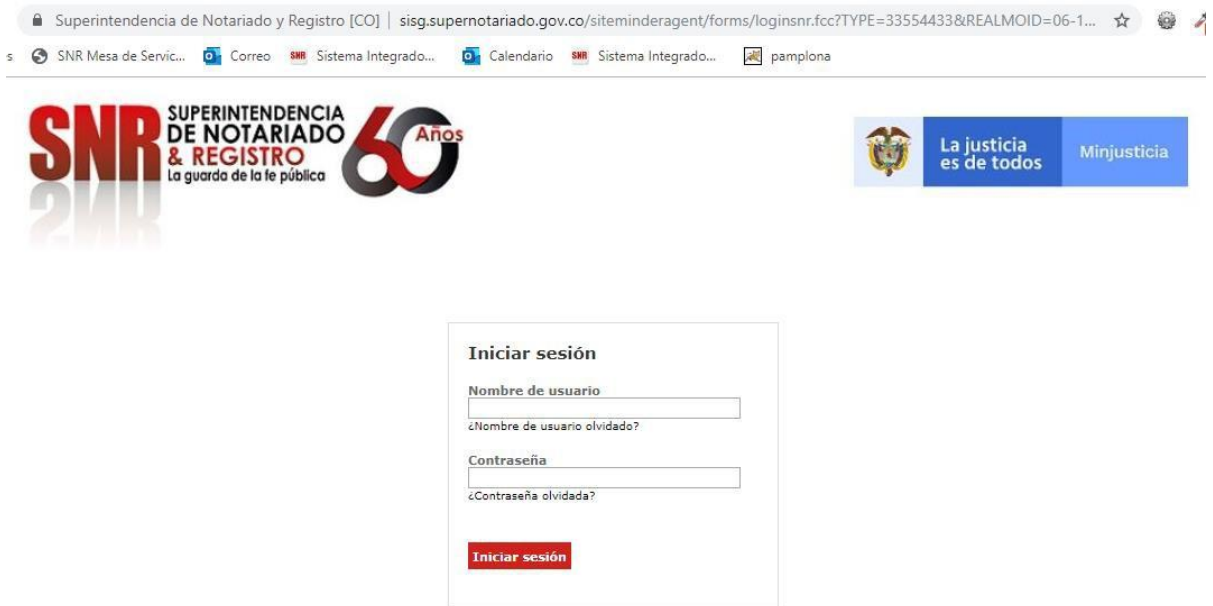 Superintendencia de Notariado y Registro [CO] | sisg.supernotariado.gov.co/siteminderagent/forms/loginsnr.fcc?TYPE=33554433&REALMOID=06-1...
s SNR Mesa de Servic... Correo SNR Sistema Integrado... Calendario SNR Sistema Integrado... pamplona
SNR SUPERINTENDENCIA
DE NOTARIADO
& REGISTRO
La guarda de la fe pública
60 Años
La justicia
es de todos
Minjusticia
Iniciar sesión
Nombre de usuario
¿Nombre de usuario olvidado?
Contraseña
¿Contraseña olvidada?
Iniciar sesión